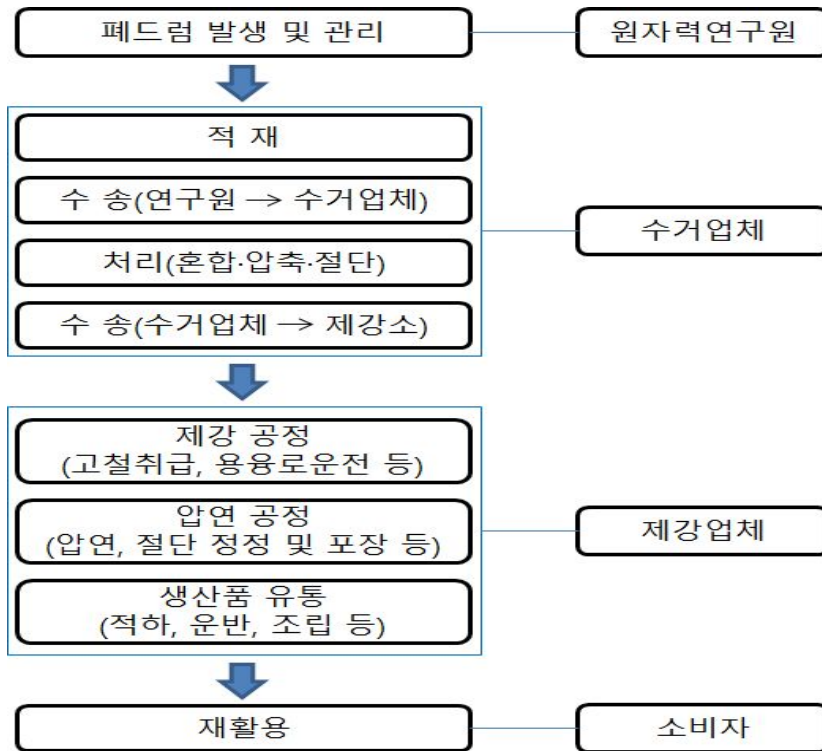 폐드럼 발생 및 관리
원자력연구원
적 재
수 송(연구원 → 수거업체)
처리(혼합·압축·절단)
수 송(수거업체 → 제강소)
수거업체
제강 공정
(고철취급, 용융로운전 등)
압연 공정
(압연, 절단 정정 및 포장 등)
생산품 유통
(적하, 운반, 조립 등)
제강업체
재활용
소비자